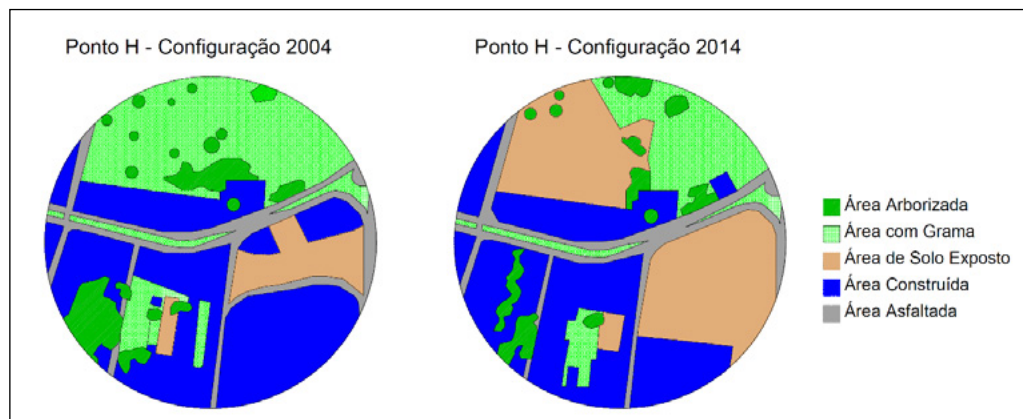 Ponto H - Configuração 2004
Ponto H - Configuração 2014
Área Arborizada
Área com Grama
Área de Solo Exposto
Área Construída
Área Asfaltada